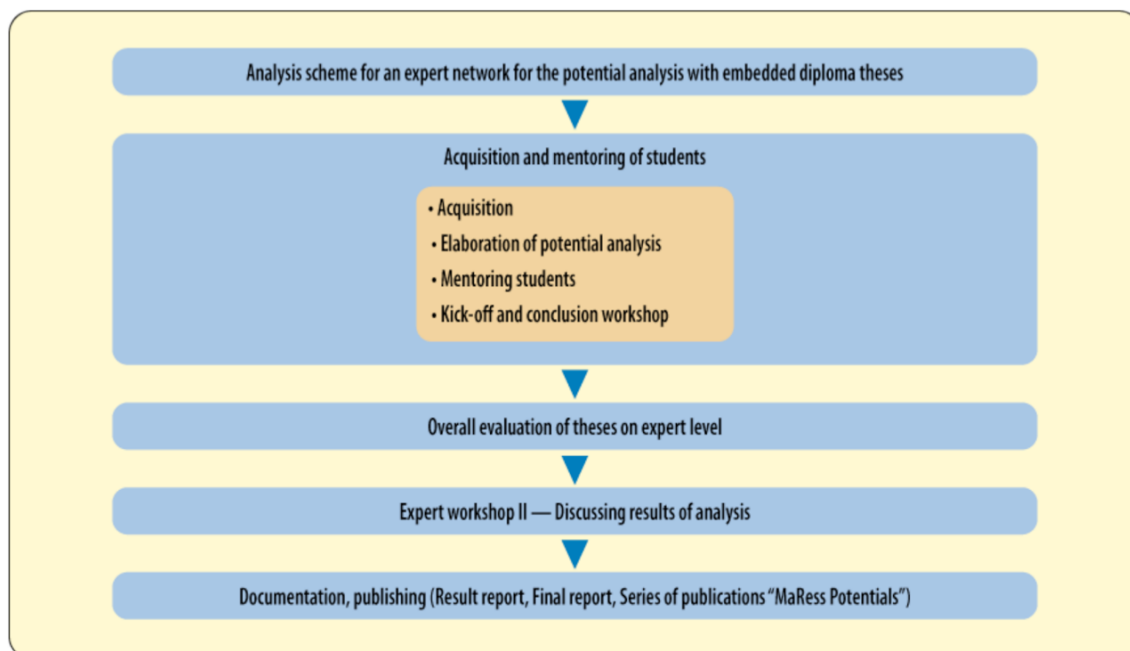 Analysis scheme for an expert network for the potential analysis with embedded diploma theses
Acquisition and mentoring of students
• Acquisition
• Elaboration of potential analysis
• Mentoring students
• Kick-off and conclusion workshop
Overall evaluation of theses on expert level
Expert workshop II — Discussing results of analysis
Documentation, publishing (Result report, Final report, Series of publications “MaRess Potentials”)